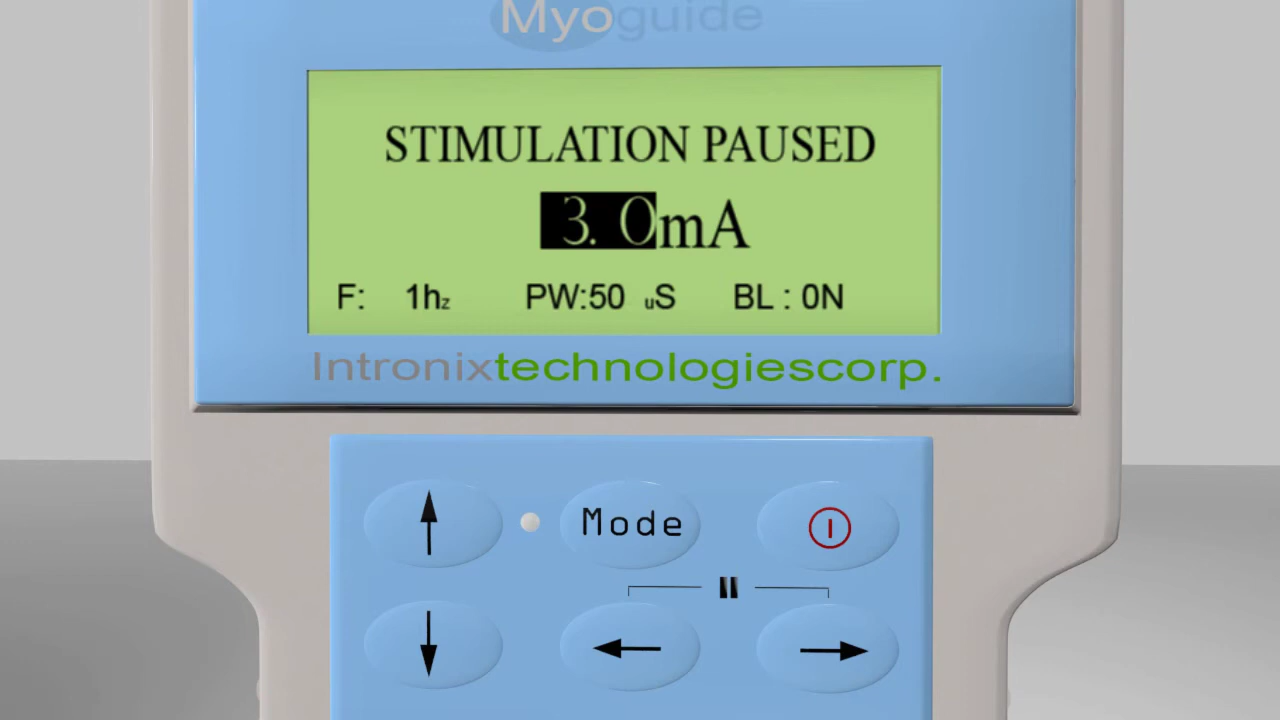 Myoguide
STIMULATION PAUSED
3. 0mA
F: 1hz PW:50 uS BL : 0N
Intronixtechnologiescorp.
Mode